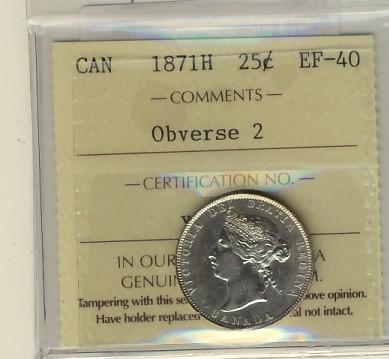 CAN 1871H 25¢ EF-40
— COMMENTS —
Obverse 2
— CERTIFICATION NO. —
IN OUR
GENUI
Tampering with this se ove opinion.
Have holder replaced al not intact.
VICTORIA DEI GRATIA REGINA
CANADA